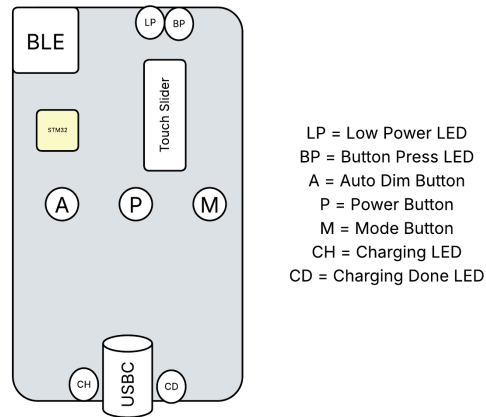 LP BP
BLE
Touch Slider
STM32
A P M
USBC
CH CD
LP = Low Power LED
BP = Button Press LED
A = Auto Dim Button
P = Power Button
M = Mode Button
CH = Charging LED
CD = Charging Done LED